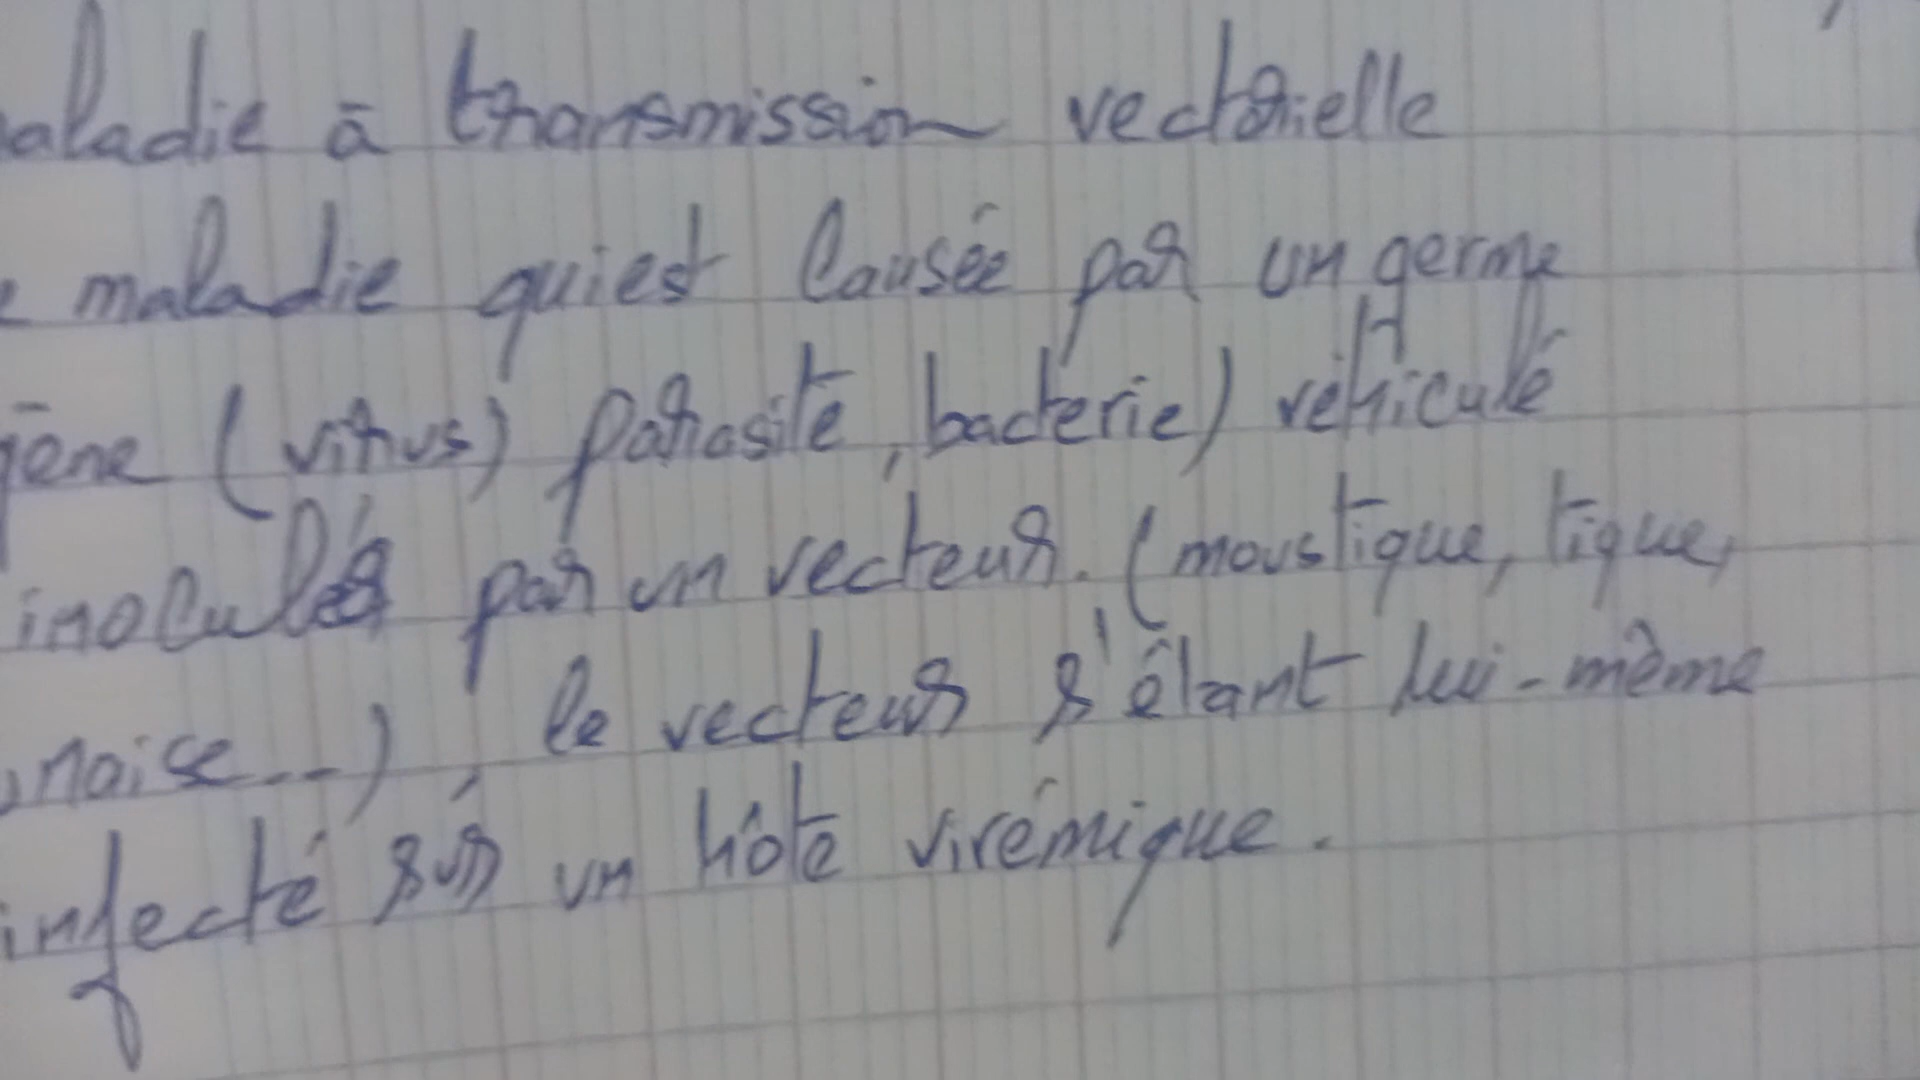 aladie à transmission vectorielle
maladie qui est causée par un germe
gène (virus) parasite, bacterie) véhiculé
inoculés par un vecteur. (moustique, tique,
naise...), le vecteur s'étant lui-même
infecté sur un hôte virémique.